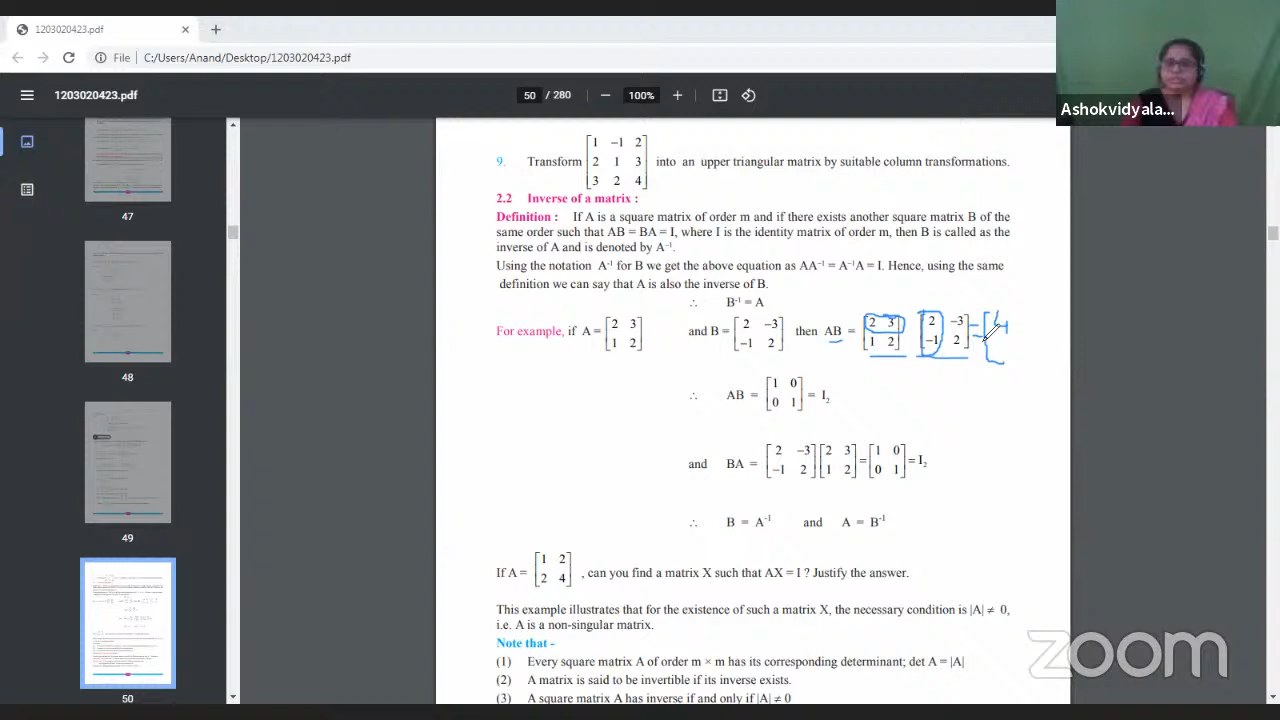 1203020423.pdf
File C:/Users/Anand/Desktop/1203020423.pdf
1203020423.pdf 50 / 280 100%
Ashokvidyala...
47
48
49
50
9. Transform [1 −1 2; 2 1 3; 3 2 4] into an upper triangular matrix by suitable column transformations.
2.2 Inverse of a matrix :
Definition : If A is a square matrix of order m and if there exists another square matrix B of the
same order such that AB = BA = I, where I is the identity matrix of order m, then B is called as the
inverse of A and is denoted by A⁻¹.
Using the notation A⁻¹ for B we get the above equation as AA⁻¹ = A⁻¹A = I. Hence, using the same
definition we can say that A is also the inverse of B.
∴ B⁻¹ = A
For example, if A = [2 3; 1 2] and B = [2 −3; −1 2] then AB = [2 3; 1 2] [2 −3; −1 2] =
∴ AB = [1 0; 0 1] = I₂
and BA = [2 −3; −1 2] [2 3; 1 2] = [1 0; 0 1] = I₂
∴ B = A⁻¹ and A = B⁻¹
If A = [1 2; 2 4] , can you find a matrix X such that AX = I ? Justify the answer.
This example illustrates that for the existence of such a matrix X, the necessary condition is |A| ≠ 0,
i.e. A is a non-singular matrix.
Note that -
(1) Every square matrix A of order m × m has its corresponding determinant; det A = |A|
(2) A matrix is said to be invertible if its inverse exists.
(3) A square matrix A has inverse if and only if |A| ≠ 0
zoom